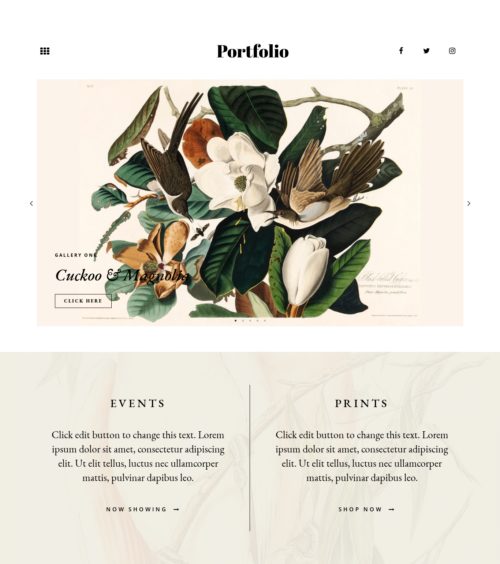 Portfolio
GALLERY ONE
Cuckoo & Magnolia
CLICK HERE
EVENTS
Click edit button to change this text. Lorem
ipsum dolor sit amet, consectetur adipiscing
elit. Ut elit tellus, luctus nec ullamcorper
mattis, pulvinar dapibus leo.
NOW SHOWING →
PRINTS
Click edit button to change this text. Lorem
ipsum dolor sit amet, consectetur adipiscing
elit. Ut elit tellus, luctus nec ullamcorper
mattis, pulvinar dapibus leo.
SHOP NOW →